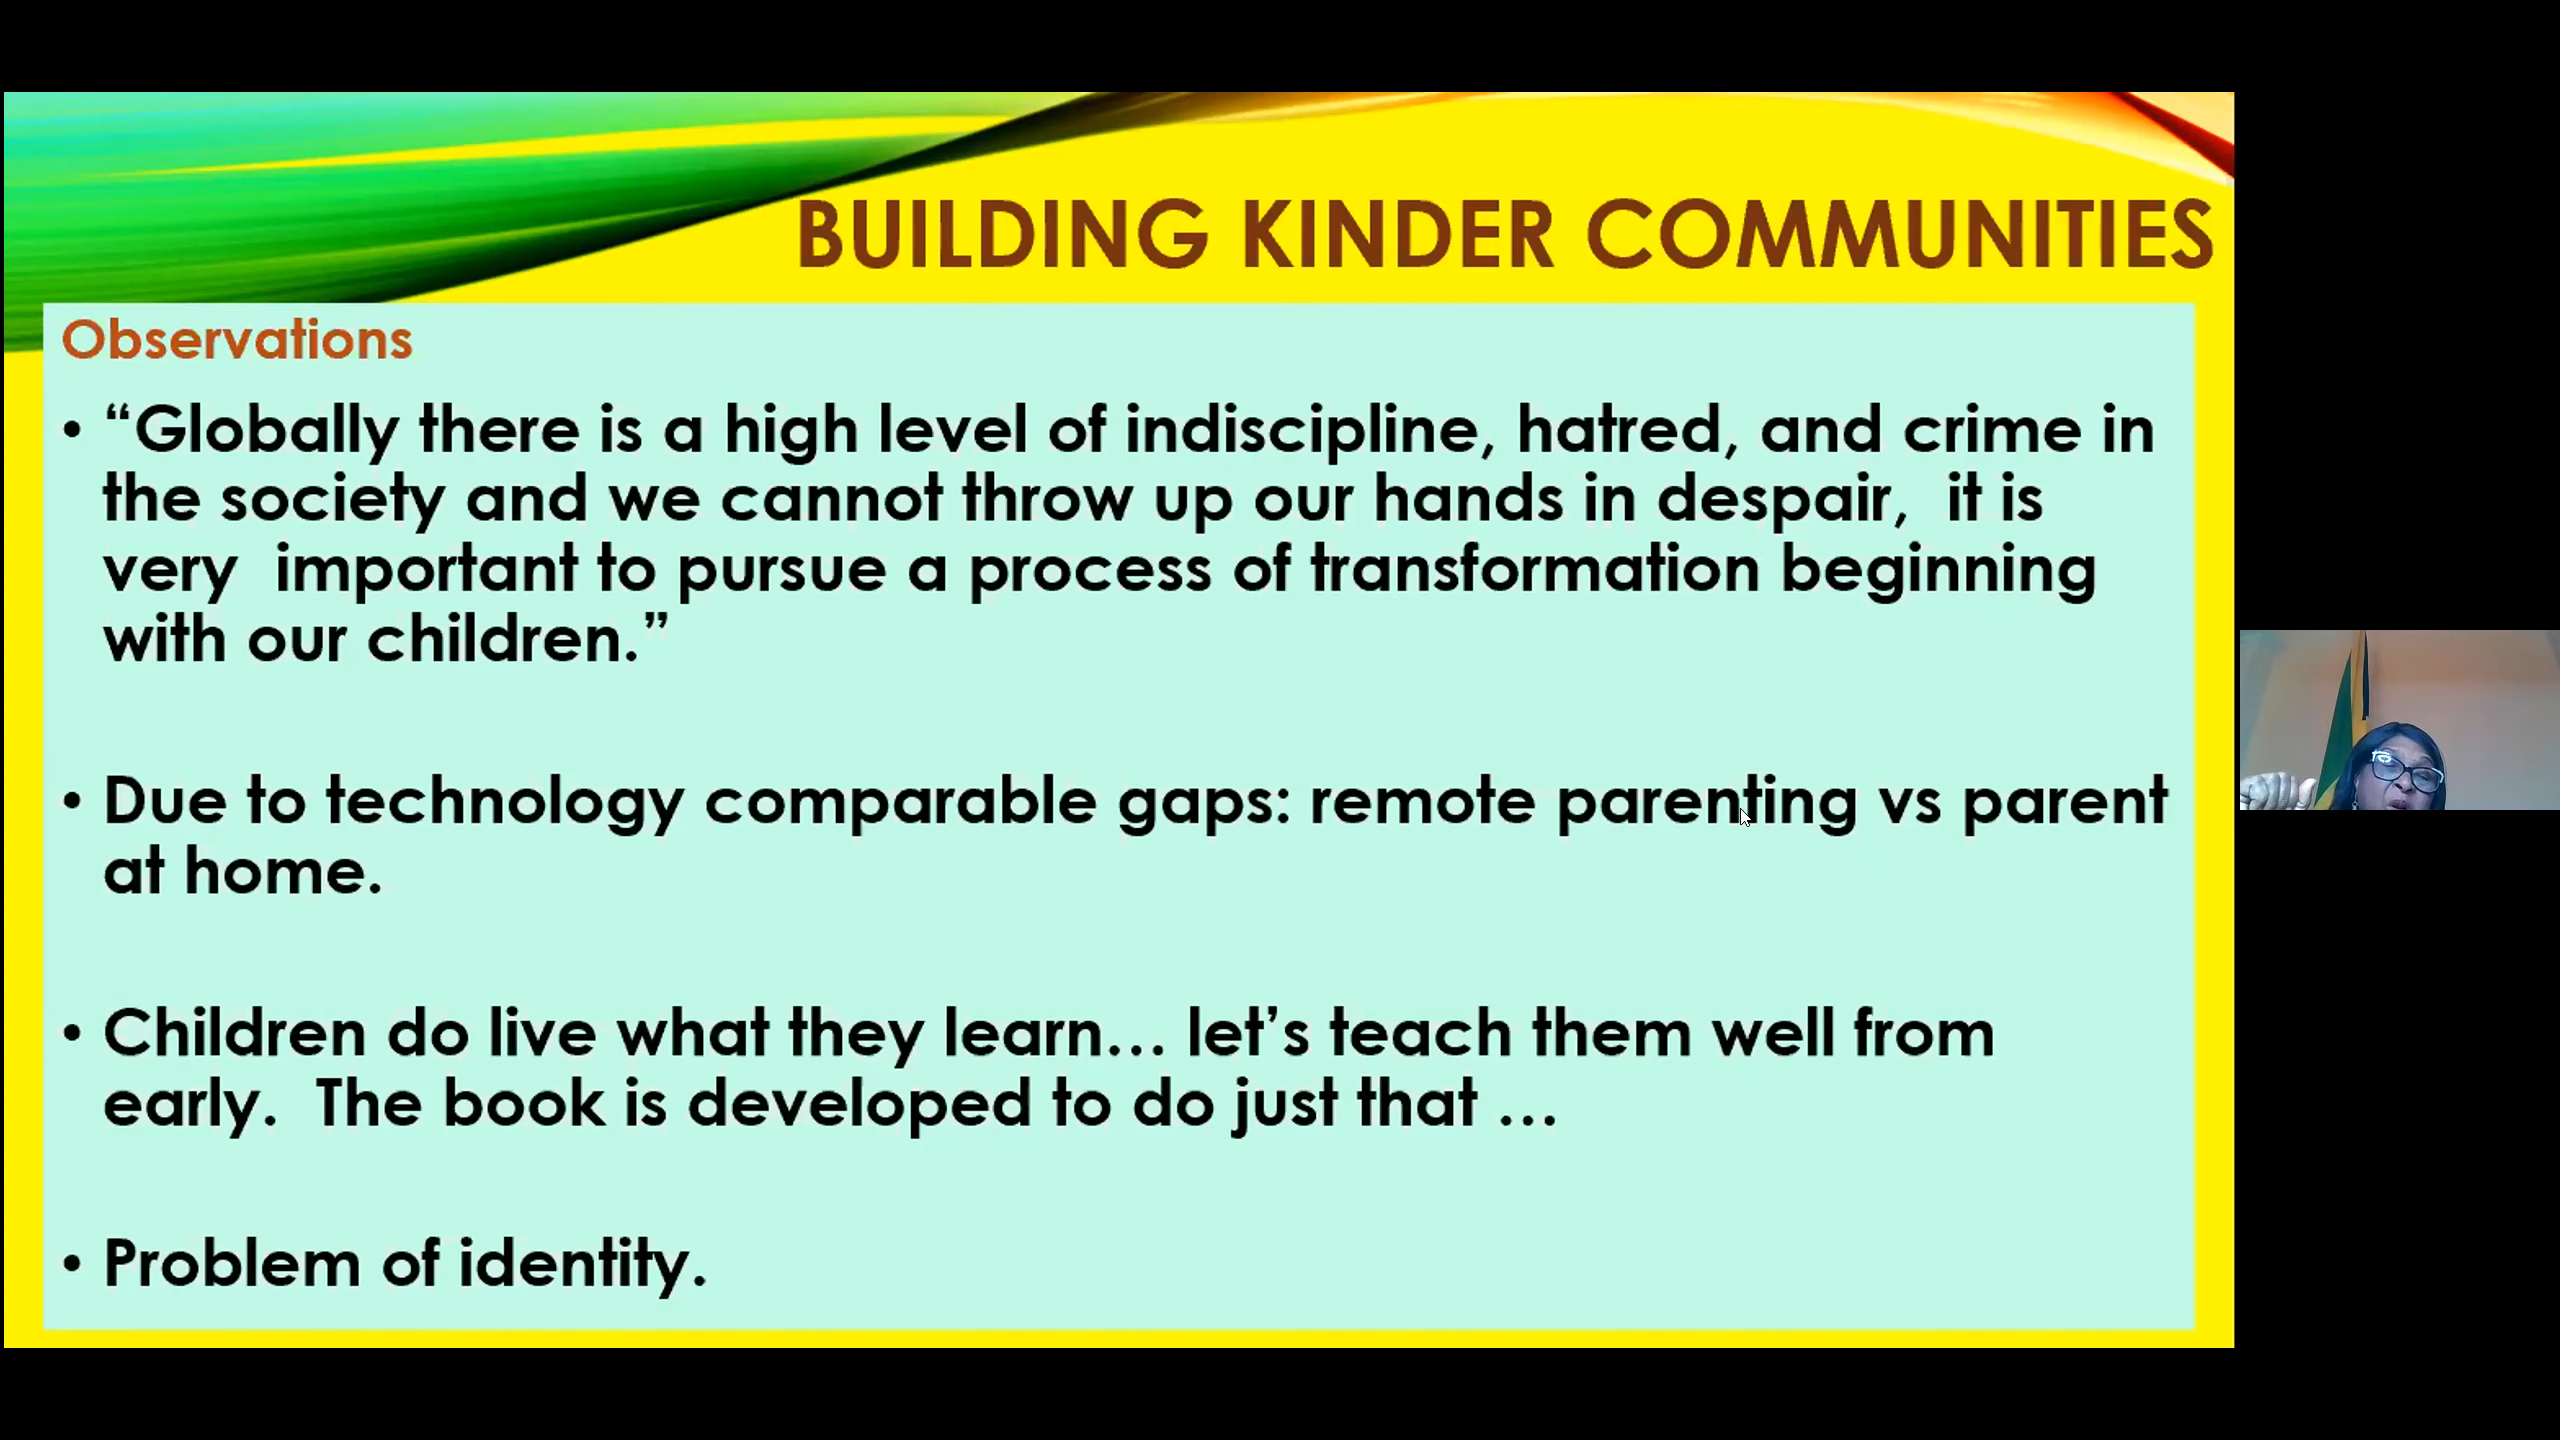 BUILDING KINDER COMMUNITIES
Observations
• “Globally there is a high level of indiscipline, hatred, and crime in
the society and we cannot throw up our hands in despair,  it is
very  important to pursue a process of transformation beginning
with our children.”
• Due to technology comparable gaps: remote parenting vs parent
at home.
• Children do live what they learn… let’s teach them well from
early.  The book is developed to do just that …
• Problem of identity.